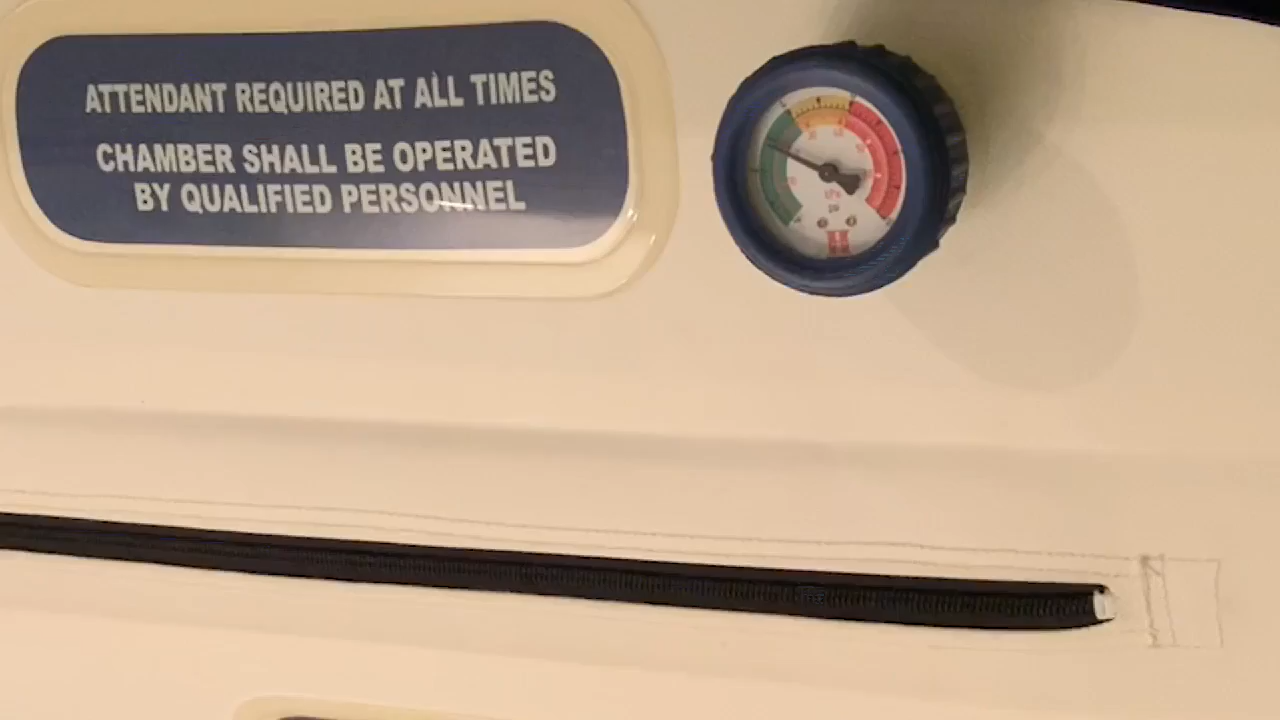 ATTENDANT REQUIRED AT ALL TIMES
CHAMBER SHALL BE OPERATED
BY QUALIFIED PERSONNEL